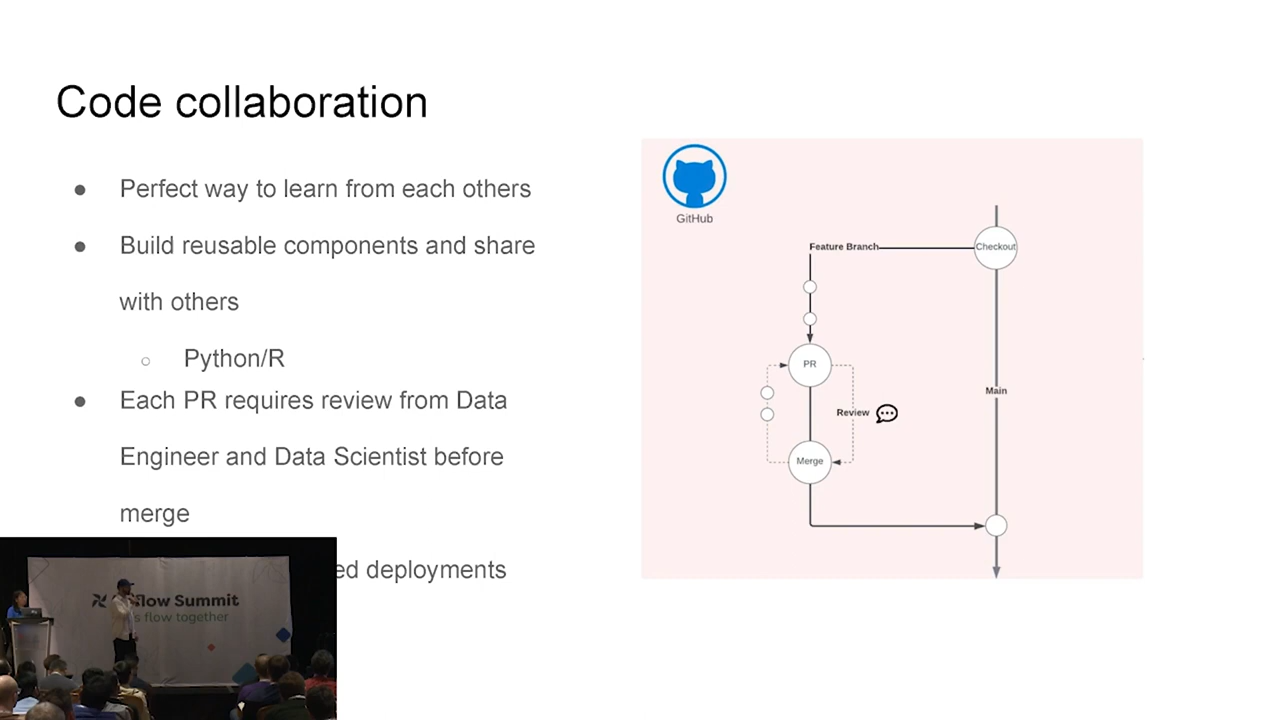 Code collaboration
Perfect way to learn from each others
Build reusable components and share
with others
Python/R
Each PR requires review from Data
Engineer and Data Scientist before
merge
deployments
GitHub
Feature Branch
Checkout
PR
Review
Main
Merge
flow Summit
flow together